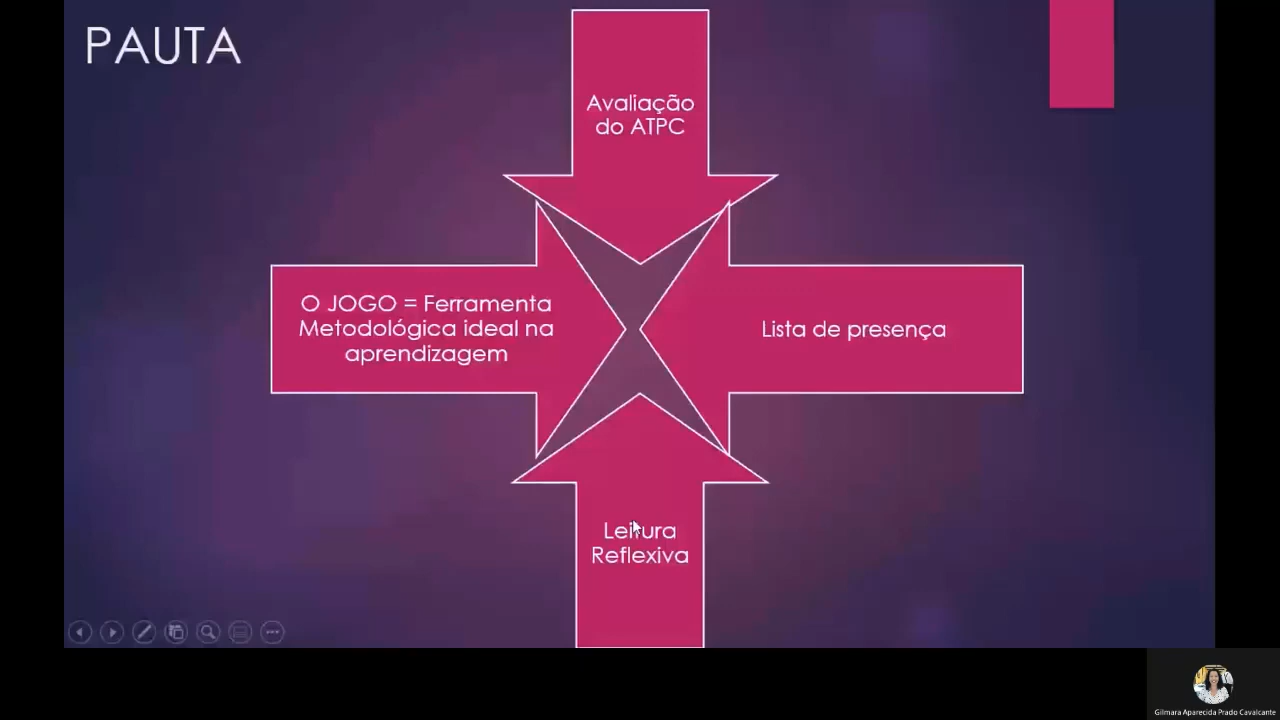 PAUTA
Avaliação
do ATPC
O JOGO = Ferramenta
Metodológica ideal na
aprendizagem
Lista de presença
Leitura
Reflexiva
Gilmara Aparecida Prado Cavalcante